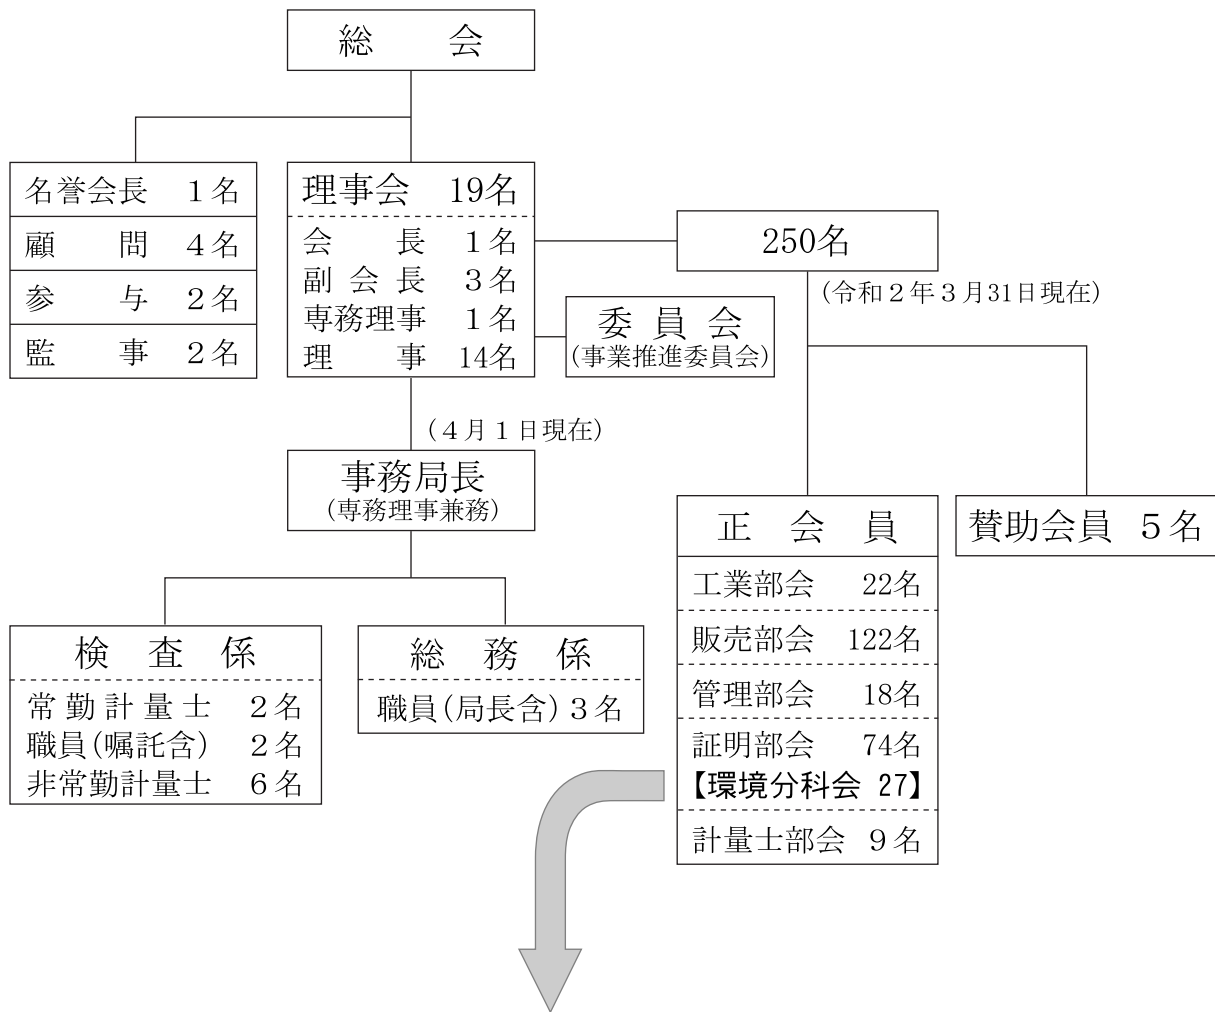 総　会
名誉会長　1名
顧　問　4名
参　与　2名
監　事　2名
理事会　19名
会　長　1名
副会長　3名
専務理事　1名
理　事　14名
250名
(令和２年３月31日現在)
委員会
(事業推進委員会)
(４月１日現在)
事務局長
(専務理事兼務)
検査係
常勤計量士　２名
職員(嘱託含)　２名
非常勤計量士　６名
総務係
職員(局長含)３名
正会員
工業部会　22名
販売部会　122名
管理部会　18名
証明部会　74名
【環境分科会 27】
計量士部会　９名
賛助会員　５名